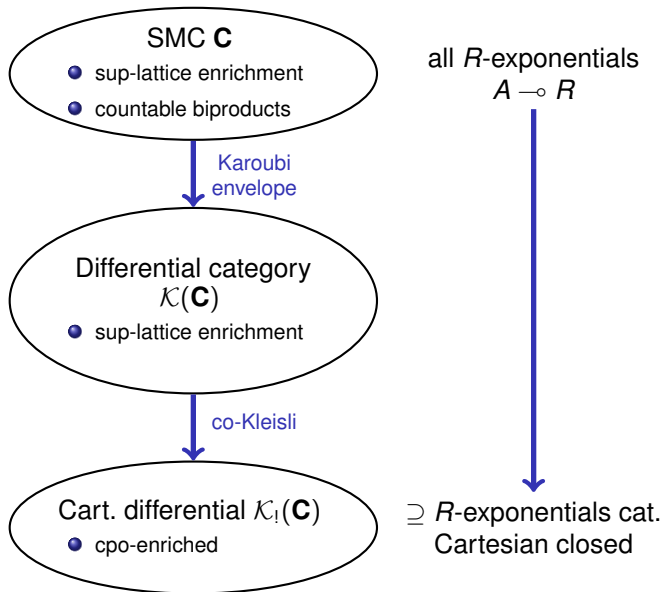 SMC C
sup-lattice enrichment
countable biproducts
all R-exponentials
A ⊸ R
Karoubi
envelope
Differential category
𝒦(C)
sup-lattice enrichment
co-Kleisli
Cart. differential 𝒦!(C)
cpo-enriched
⊇ R-exponentials cat.
Cartesian closed